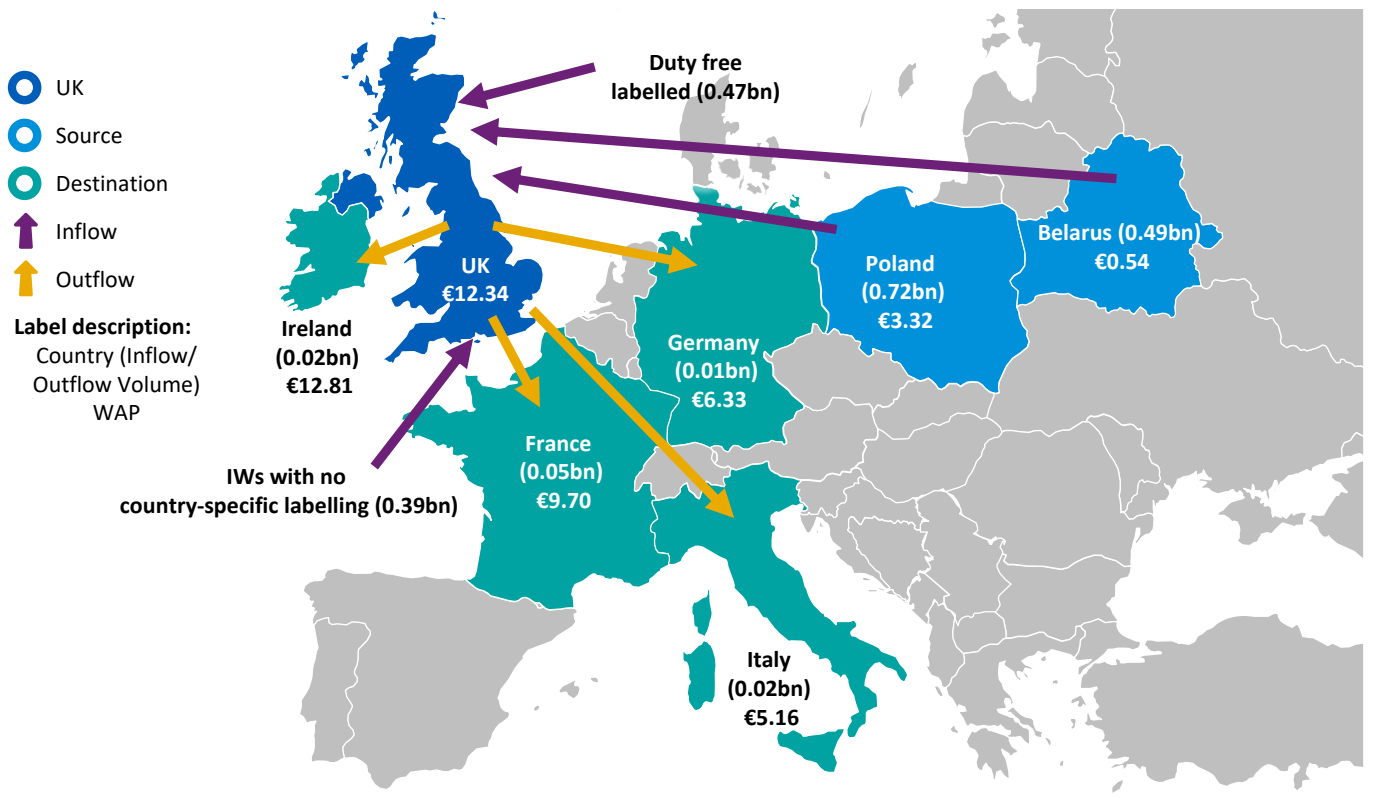 UK
Source
Destination
Inflow
Outflow
Label description:
Country (Inflow/
Outflow Volume)
WAP
Duty free
labelled (0.47bn)
Belarus (0.49bn)
€0.54
Poland
(0.72bn)
€3.32
UK
€12.34
Ireland
(0.02bn)
€12.81
Germany
(0.01bn)
€6.33
France
(0.05bn)
€9.70
IWs with no
country-specific labelling (0.39bn)
Italy
(0.02bn)
€5.16